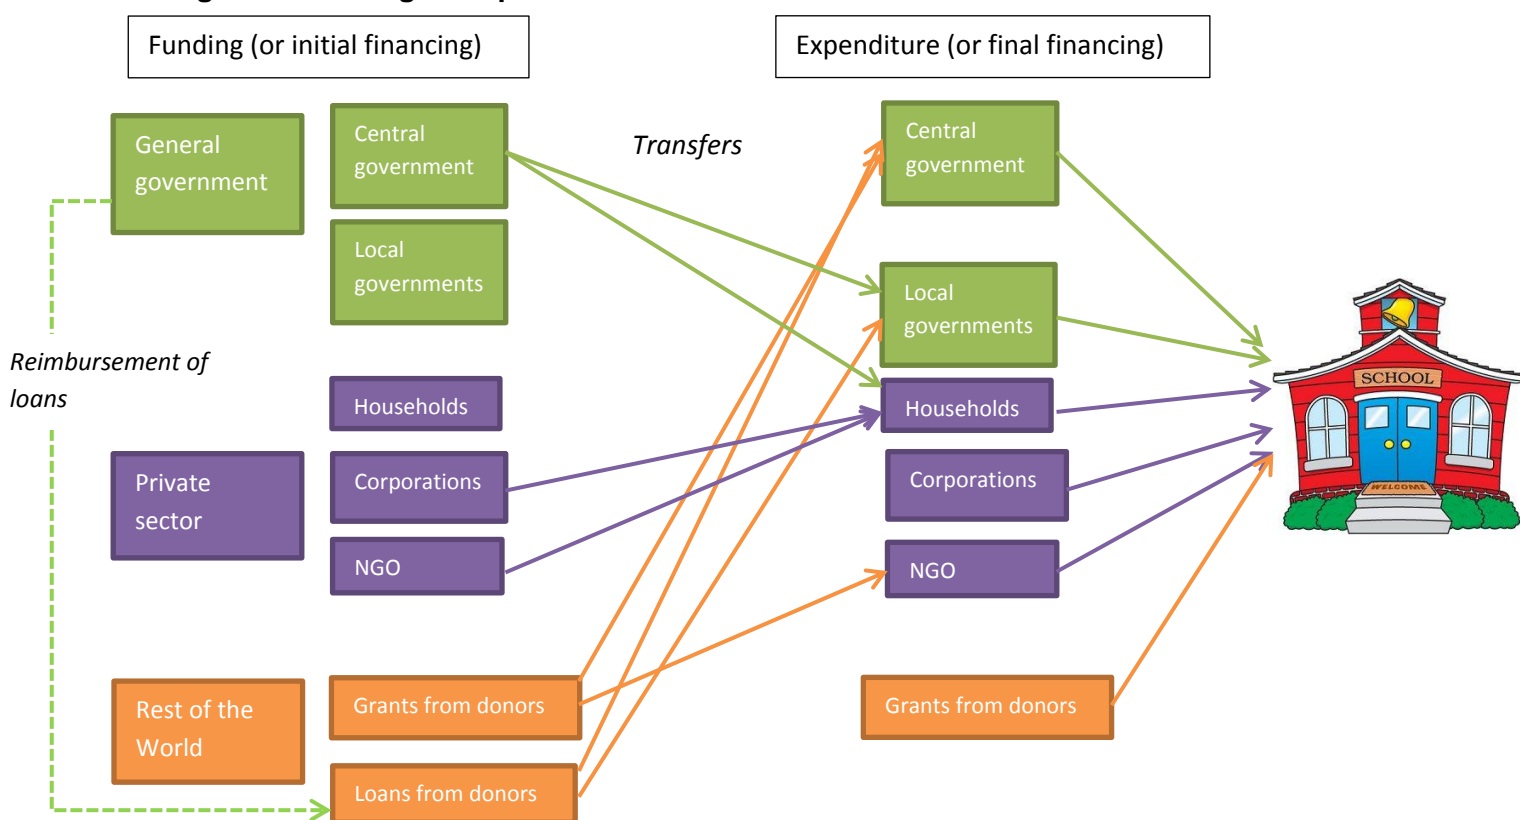 Funding (or initial financing)
Expenditure (or final financing)
General
government
Central
government
Transfers
Central
government
Local
governments
Local
governments
Reimbursement of
loans
Households
Households
SCHOOL
Private
sector
Corporations
Corporations
WELCOME
NGO
NGO
Rest of the
World
Grants from donors
Grants from donors
Loans from donors